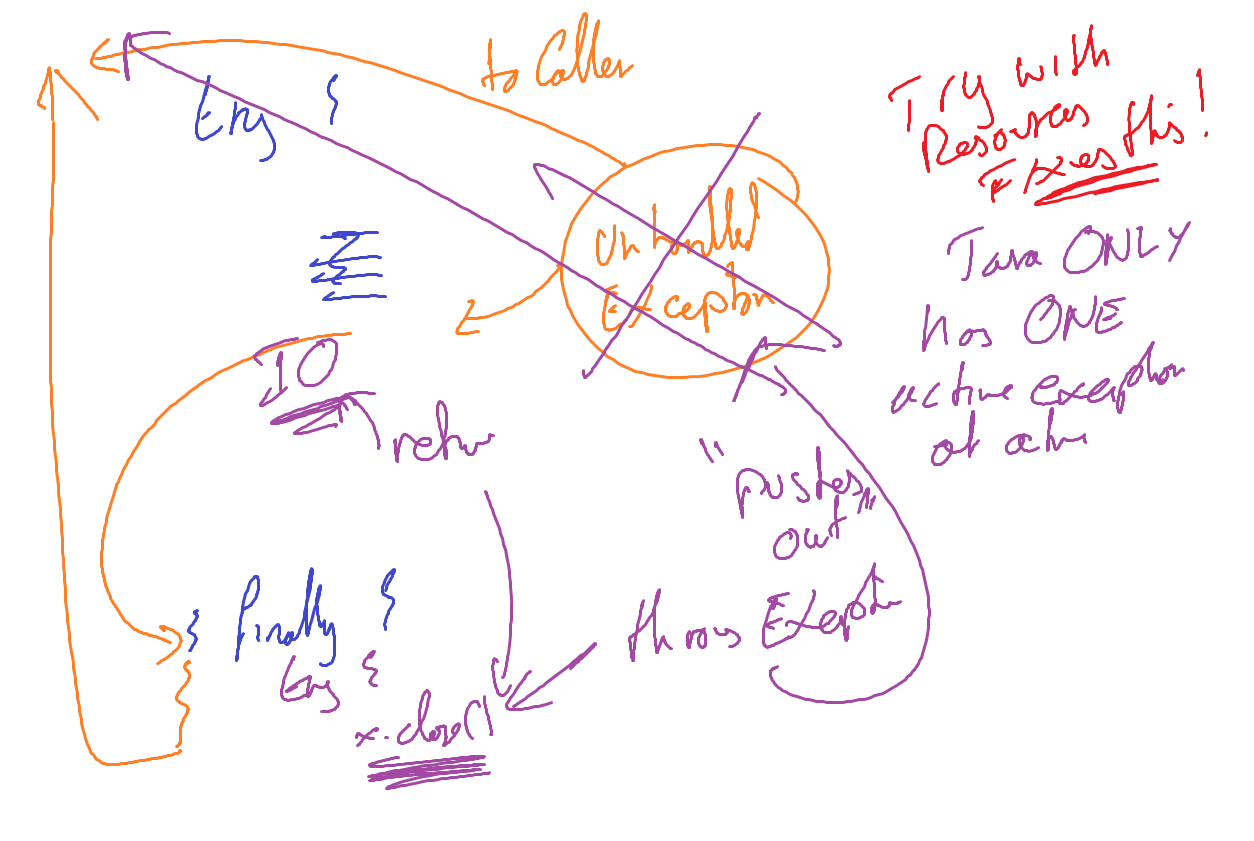 to Caller
try {
Unhandled
Exception
Try with
Resources
Fixes this!
Java ONLY
has ONE
active exception
at a time
10
return
"pushes
out"
} finally {
try {
x.close()
throws Exception